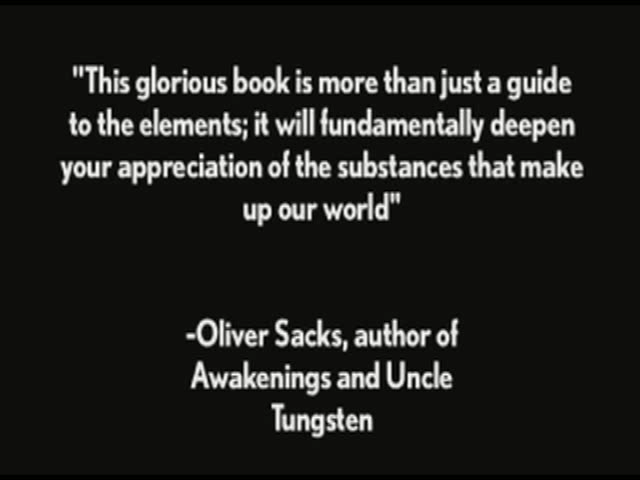 "This glorious book is more than just a guide
to the elements; it will fundamentally deepen
your appreciation of the substances that make
up our world"
-Oliver Sacks, author of
Awakenings and Uncle
Tungsten